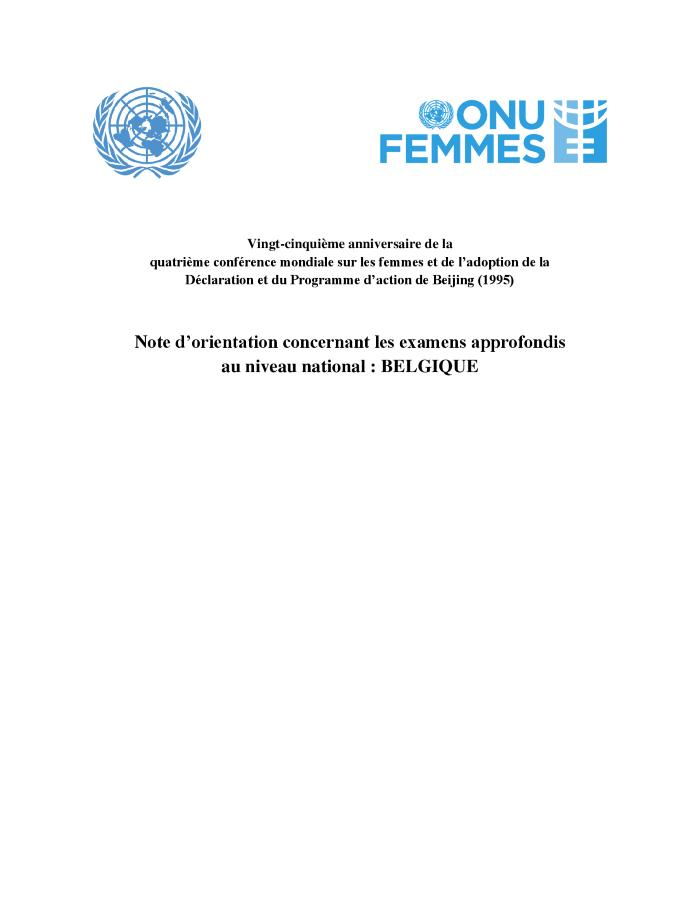 ONU
FEMMES
Vingt-cinquième anniversaire de la
quatrième conférence mondiale sur les femmes et de l’adoption de la
Déclaration et du Programme d’action de Beijing (1995)
Note d’orientation concernant les examens approfondis
au niveau national : BELGIQUE